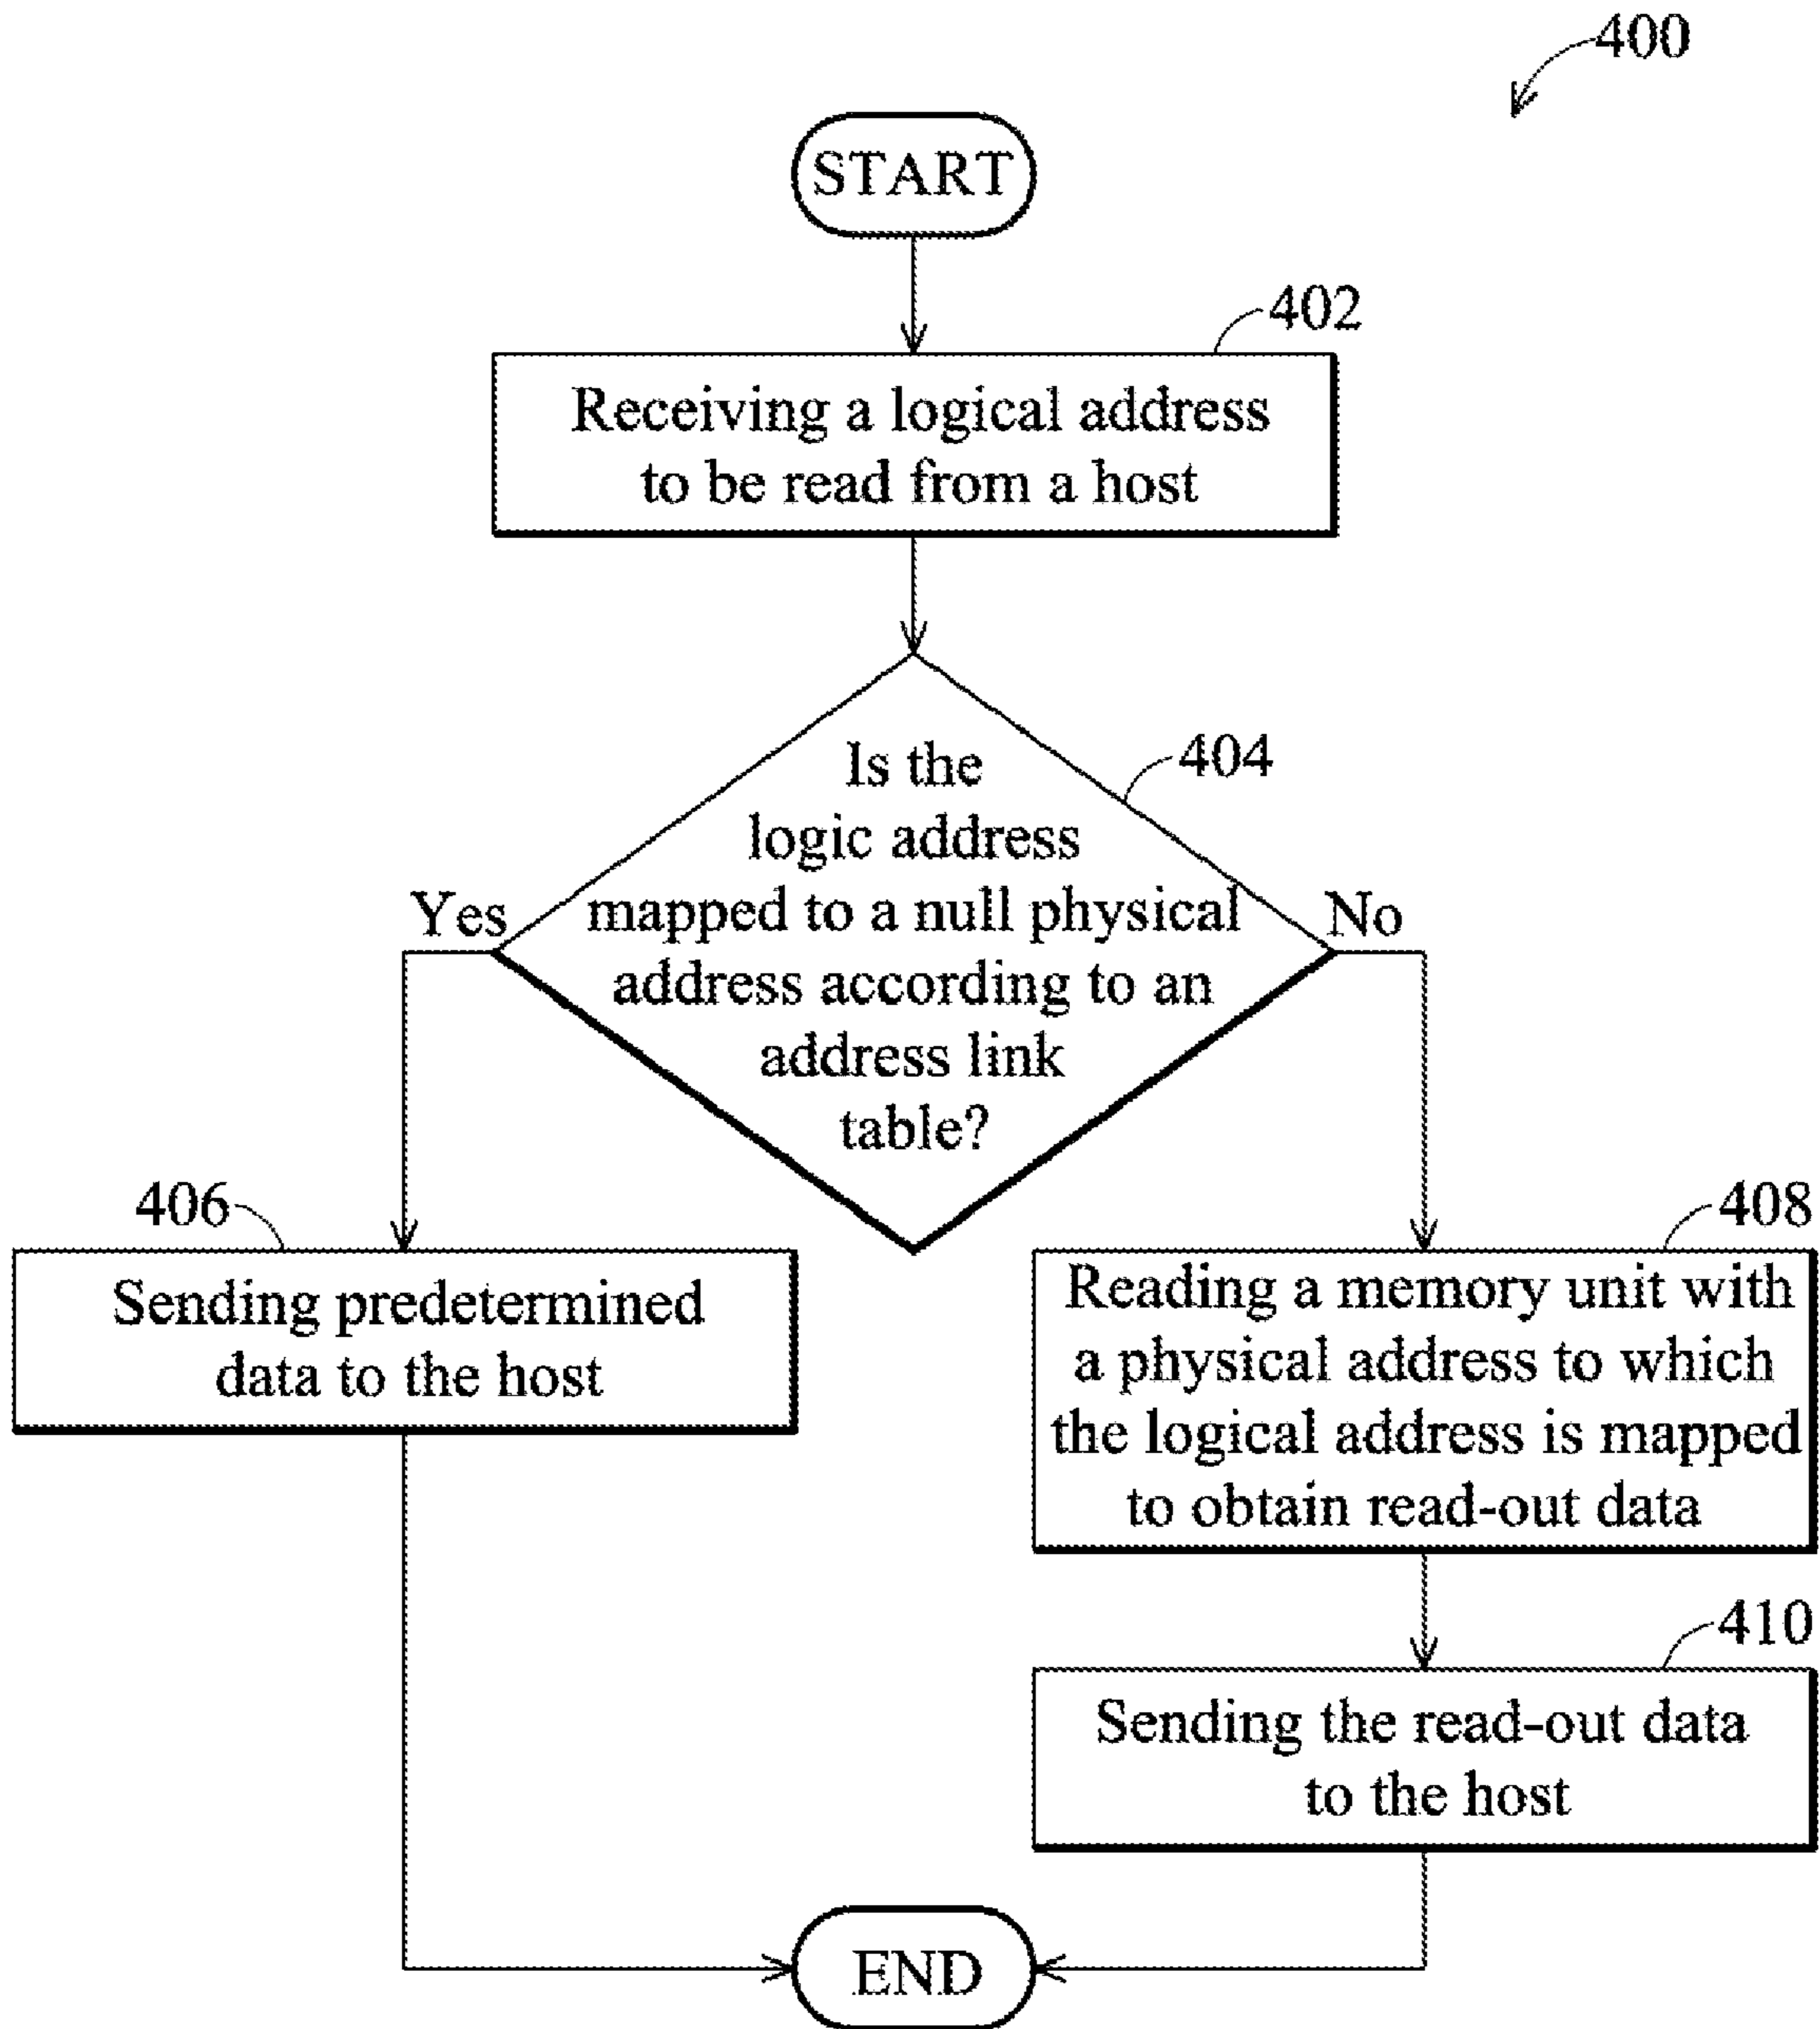 400
START
402
Receiving a logical address
to be read from a host
404
Is the
logic address
mapped to a null physical
address according to an
address link
table?
Yes
No
406
Sending predetermined
data to the host
408
Reading a memory unit with
a physical address to which
the logical address is mapped
to obtain read-out data
410
Sending the read-out data
to the host
END